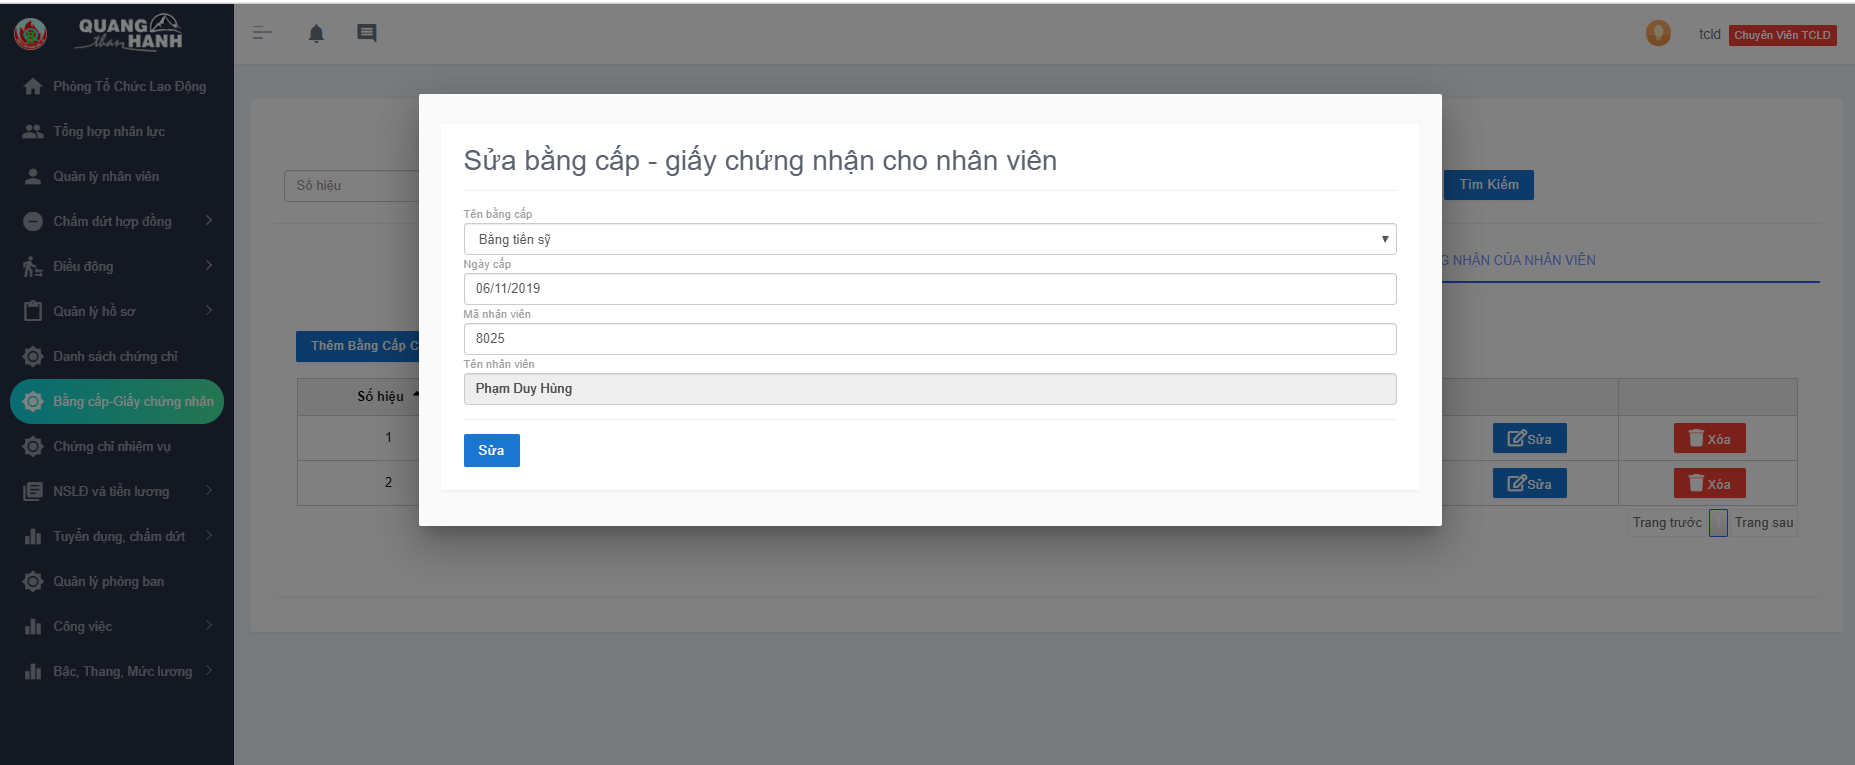 QUANG
than HANH
tcld
Chuyên Viên TCLD
Phòng Tổ Chức Lao Động
Tổng hợp nhân lực
Quản lý nhân viên
Chấm dứt hợp đồng
Điều động
Quản lý hồ sơ
Danh sách chứng chỉ
Bằng cấp-Giấy chứng nhận
Chứng chỉ nhiệm vụ
NSLĐ và tiền lương
Tuyển dụng, chấm dứt
Quản lý phòng ban
Công việc
Bậc, Thang, Mức lương
Số hiệu
Tìm Kiếm
NHẬN CỦA NHÂN VIÊN
Thêm Bằng Cấp C
Số hiệu
1
Sửa
Xóa
2
Sửa
Xóa
Trang trước 1 Trang sau
Sửa bằng cấp - giấy chứng nhận cho nhân viên
Tên bằng cấp
Bằng tiến sỹ
Ngày cấp
06/11/2019
Mã nhân viên
8025
Tên nhân viên
Phạm Duy Hùng
Sửa